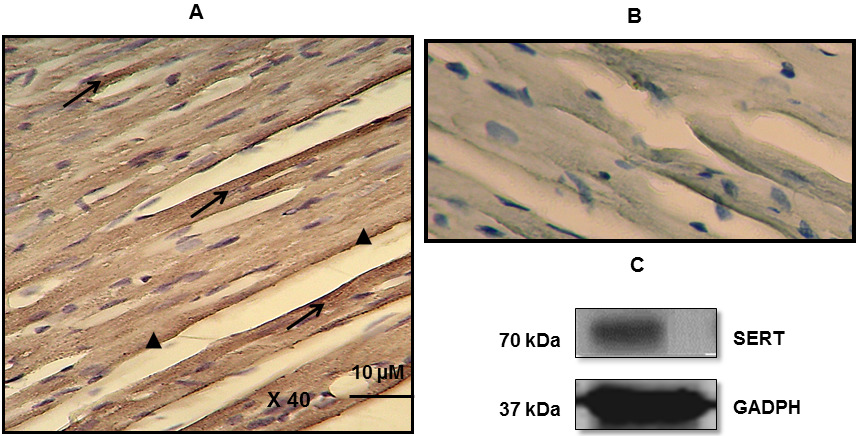 A
B
10 µM
X 40
C
70 kDa
SERT
37 kDa
GADPH